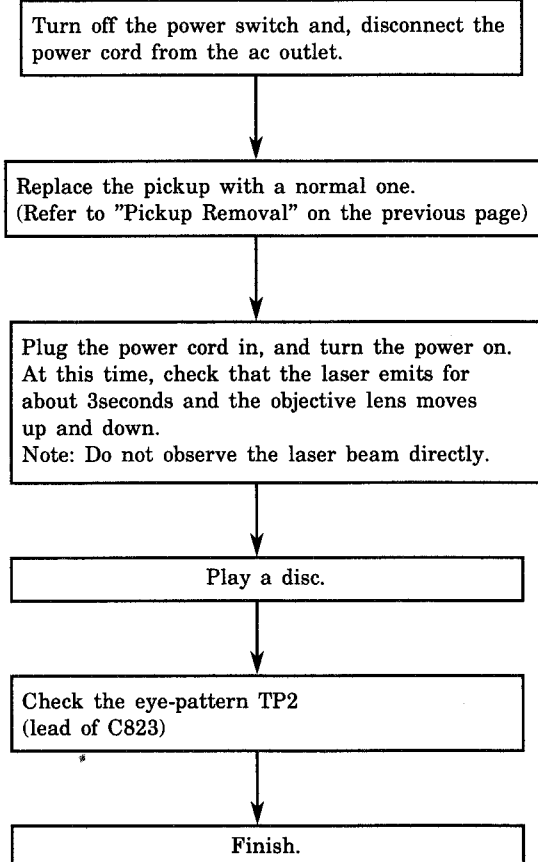 Turn off the power switch and, disconnect the
power cord from the ac outlet.
Replace the pickup with a normal one.
(Refer to ”Pickup Removal” on the previous page)
Plug the power cord in, and turn the power on.
At this time, check that the laser emits for
about 3seconds and the objective lens moves
up and down.
Note: Do not observe the laser beam directly.
Play a disc.
Check the eye-pattern TP2
(lead of C823)
Finish.